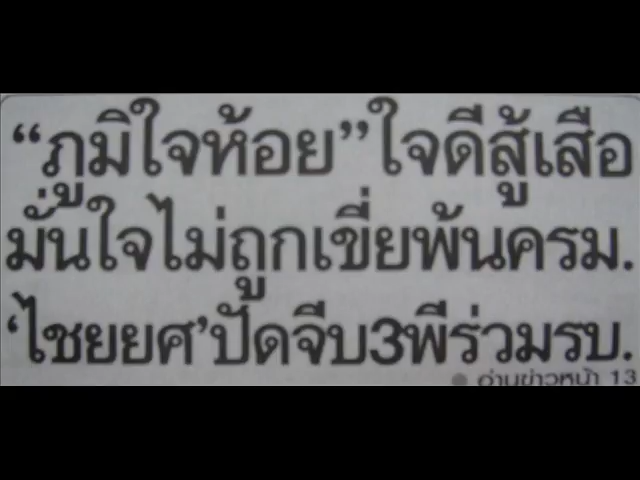 “ภูมิใจห้อย”ใจดีสู้เสือ
มั่นใจไม่ถูกเขี่ยพ้นครม.
‘ไชยยศ’ปัดจีบ3พีร่วมรบ.
● อ่านข่าวหน้า 13